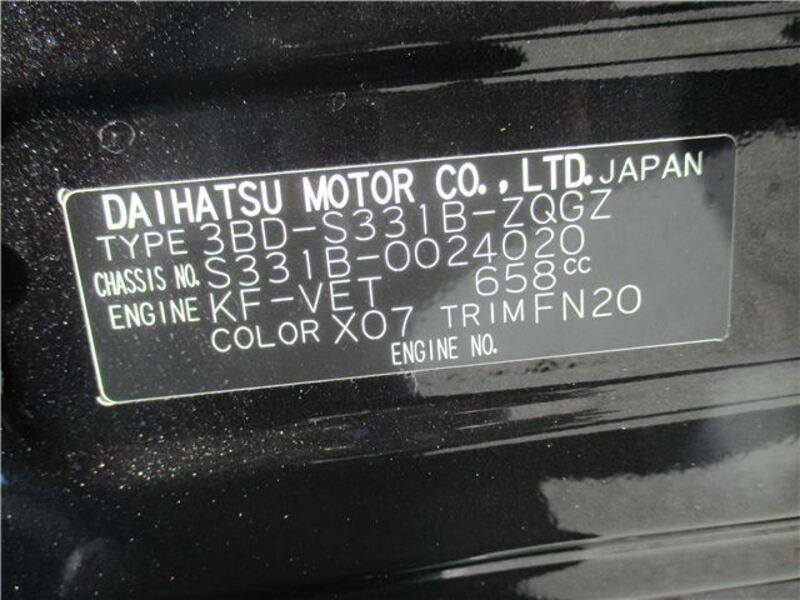 DAIHATSU MOTOR CO., LTD. JAPAN
TYPE 3BD-S331B-ZQGZ
CHASSIS NO. S331B-0024020
ENGINE KF-VET 658cc
COLOR X07 TRIM FN20
ENGINE NO.